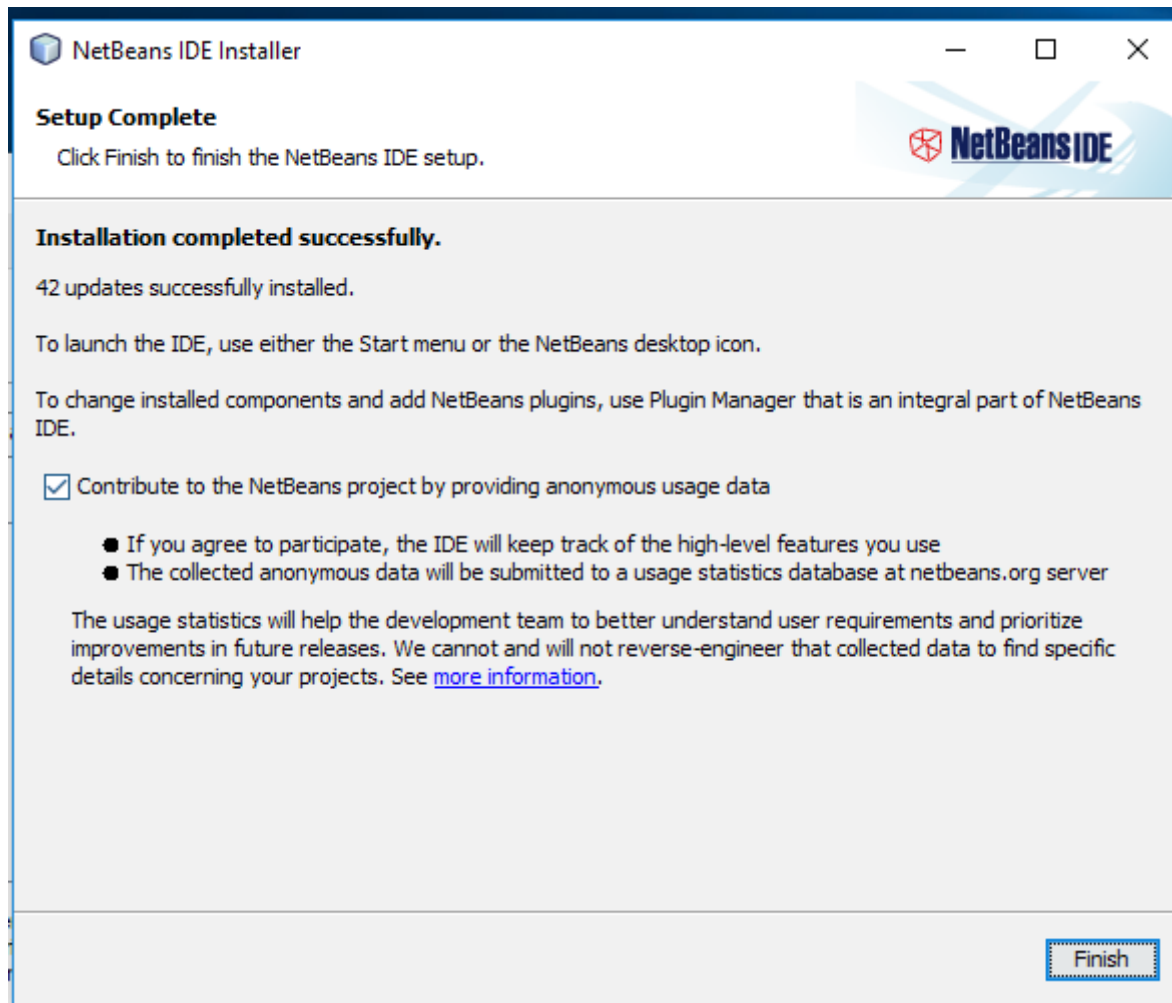 NetBeans IDE Installer
Setup Complete
Click Finish to finish the NetBeans IDE setup.
NetBeans IDE
Installation completed successfully.
42 updates successfully installed.
To launch the IDE, use either the Start menu or the NetBeans desktop icon.
To change installed components and add NetBeans plugins, use Plugin Manager that is an integral part of NetBeans
IDE.
Contribute to the NetBeans project by providing anonymous usage data
● If you agree to participate, the IDE will keep track of the high-level features you use
● The collected anonymous data will be submitted to a usage statistics database at netbeans.org server
The usage statistics will help the development team to better understand user requirements and prioritize
improvements in future releases. We cannot and will not reverse-engineer that collected data to find specific
details concerning your projects. See more information.
Finish